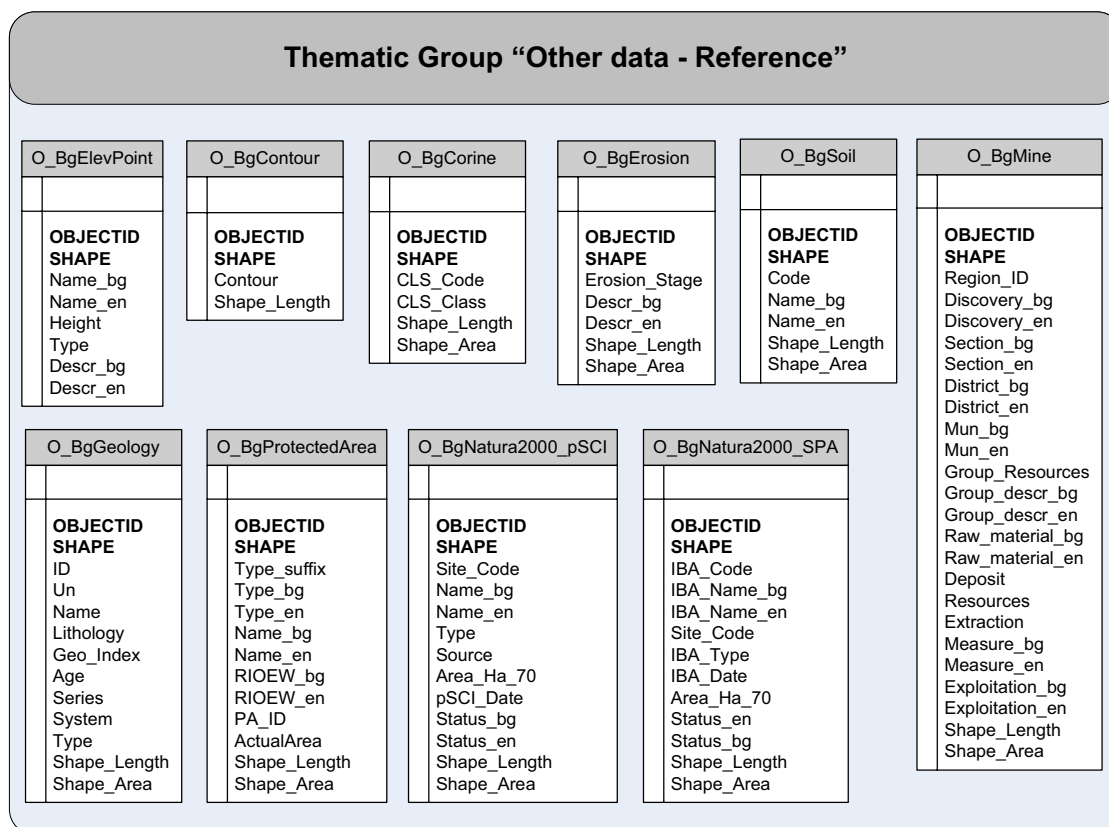 Thematic Group “Other data - Reference”
O_BgElevPoint
OBJECTID
SHAPE
Name_bg
Name_en
Height
Type
Descr_bg
Descr_en
O_BgContour
OBJECTID
SHAPE
Contour
Shape_Length
O_BgCorine
OBJECTID
SHAPE
CLS_Code
CLS_Class
Shape_Length
Shape_Area
O_BgErosion
OBJECTID
SHAPE
Erosion_Stage
Descr_bg
Descr_en
Shape_Length
Shape_Area
O_BgSoil
OBJECTID
SHAPE
Code
Name_bg
Name_en
Shape_Length
Shape_Area
O_BgMine
OBJECTID
SHAPE
Region_ID
Discovery_bg
Discovery_en
Section_bg
Section_en
District_bg
District_en
Mun_bg
Mun_en
Group_Resources
Group_descr_bg
Group_descr_en
Raw_material_bg
Raw_material_en
Deposit
Resources
Extraction
Measure_bg
Measure_en
Exploitation_bg
Exploitation_en
Shape_Length
Shape_Area
O_BgGeology
OBJECTID
SHAPE
ID
Un
Name
Lithology
Geo_Index
Age
Series
System
Type
Shape_Length
Shape_Area
O_BgProtectedArea
OBJECTID
SHAPE
Type_suffix
Type_bg
Type_en
Name_bg
Name_en
RIOEW_bg
RIOEW_en
PA_ID
ActualArea
Shape_Length
Shape_Area
O_BgNatura2000_pSCI
OBJECTID
SHAPE
Site_Code
Name_bg
Name_en
Type
Source
Area_Ha_70
pSCI_Date
Status_bg
Status_en
Shape_Length
Shape_Area
O_BgNatura2000_SPA
OBJECTID
SHAPE
IBA_Code
IBA_Name_bg
IBA_Name_en
Site_Code
IBA_Type
IBA_Date
Area_Ha_70
Status_en
Status_bg
Shape_Length
Shape_Area